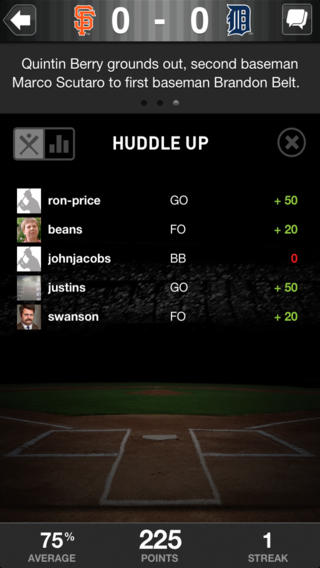 SF 0 - 0 D
Quintin Berry grounds out, second baseman
Marco Scutaro to first baseman Brandon Belt.
HUDDLE UP
ron-price GO + 50
beans FO + 20
johnjacobs BB 0
justins GO + 50
swanson FO + 20
75% 225 1
AVERAGE POINTS STREAK